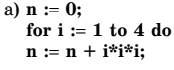 a) n := 0;
for i := 1 to 4 do
n := n + i*i*i;